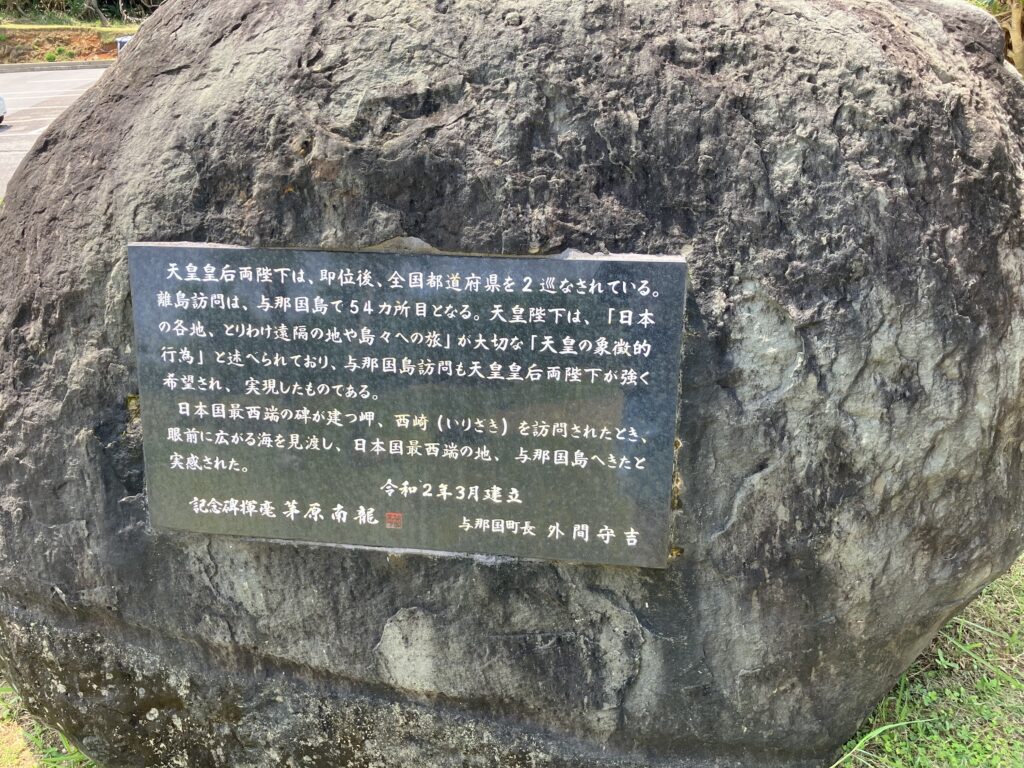 天皇皇后両陛下は、即位後、全国都道府県を2巡なされている。
離島訪問は、与那国島で54カ所目となる。天皇陛下は、「日本
の各地、とりわけ遠隔の地や島々への旅」が大切な「天皇の象徴的
行為」と述べられており、与那国島訪問も天皇皇后両陛下が強く
希望され、実現したものである。
日本国最西端の碑が建つ岬、西崎(いりざき)を訪問されたとき、
眼前に広がる海を見渡し、日本国最西端の地、与那国島へきたと
実感された。
令和2年3月建立
記念碑揮毫 茅原南龍
与那国町長 外間守吉